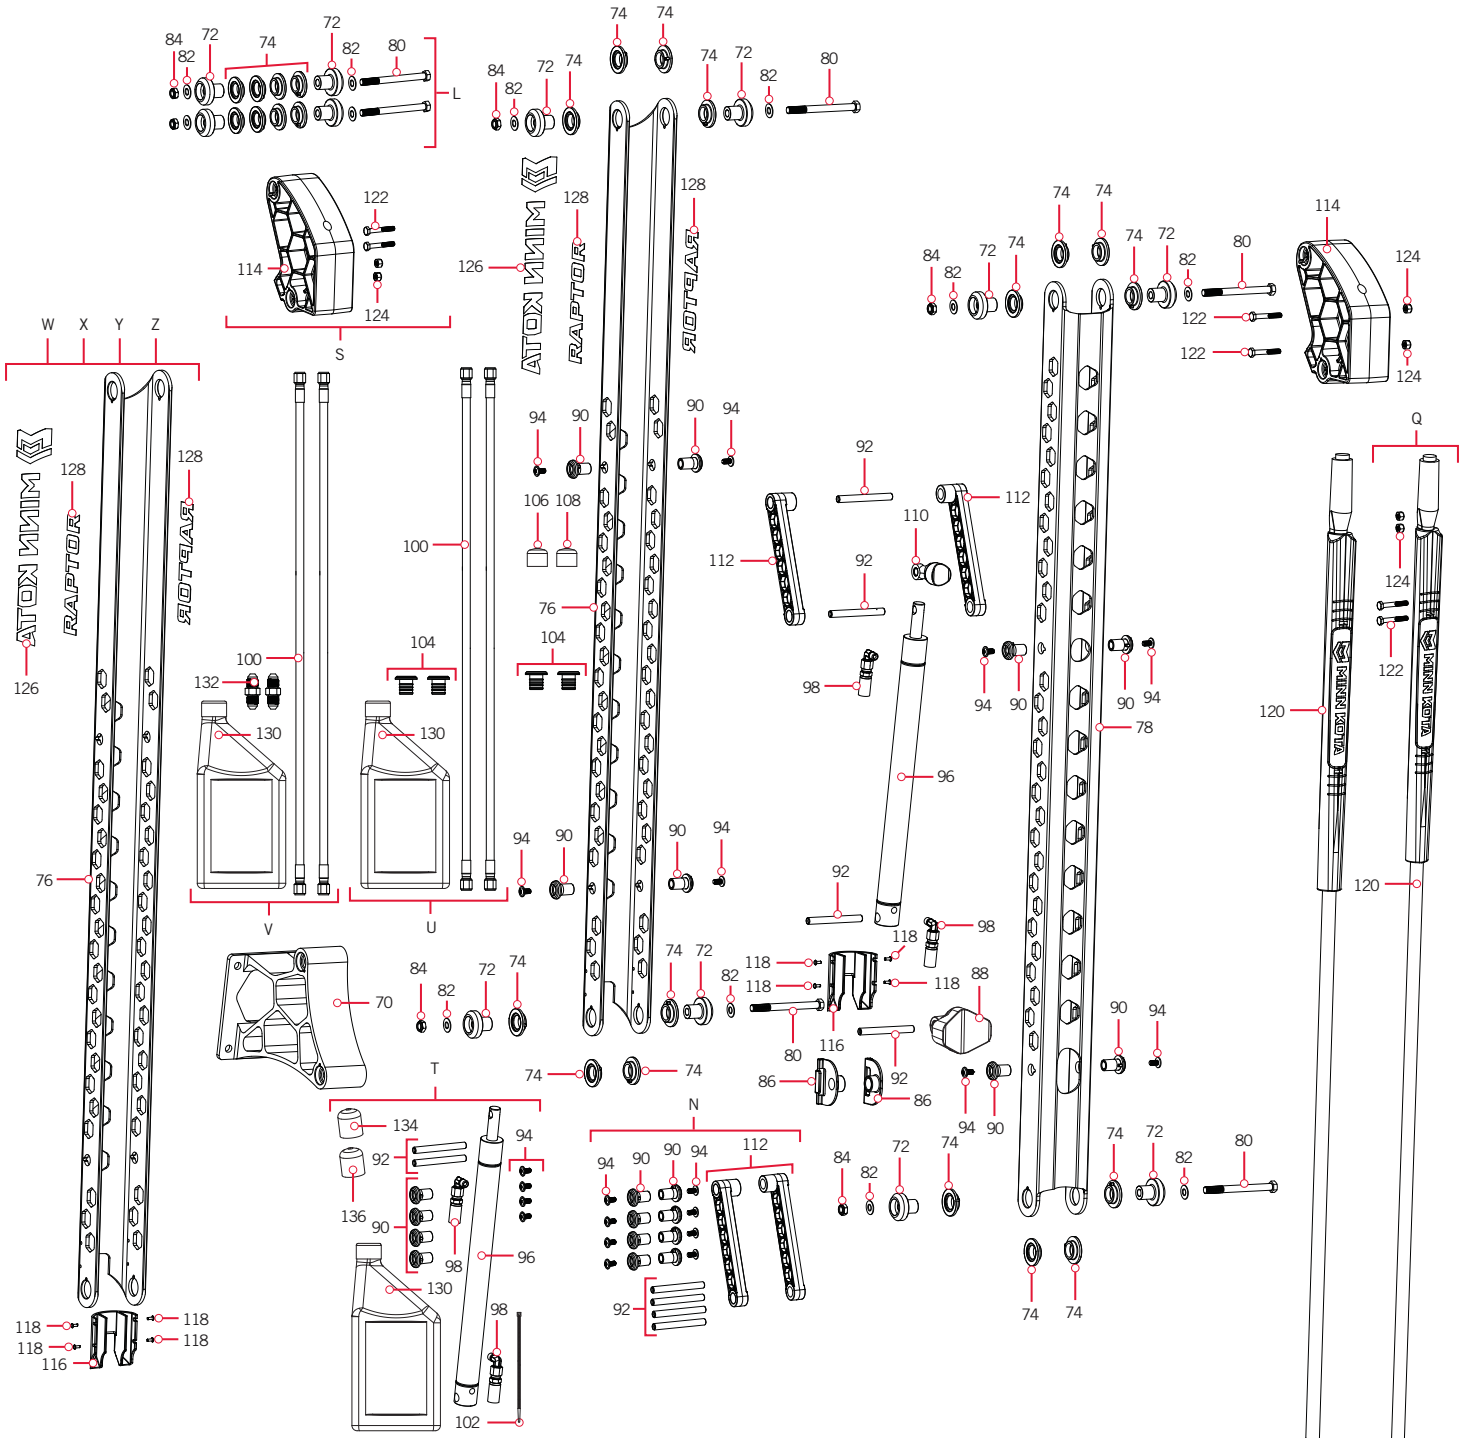 74 74
72 72
84 82 74 82 80 L
74 72 82 80
84 82 72 74
MINN KOTA
RAPTOR
RAPTOR
126 128 128
114 122 124
S
74 74
84 82 72 74
74 72 82 80
122 122
114 124 124
W X Y Z
MINN KOTA
RAPTOR
RAPTOR
126 128 128
94 90 90 94
106 108
100 76
104 104
100 132
130 130
V U
76
92 112
110
112 92
98
96
94 90 90 94
78
Q
124
122
MINN KOTA
MINN KOTA
120 120
94 90 90 94
92
98
118 118
118 118
116
88
70
84 82 72 74
74 72 82 80
92
86 86
74 74
90 94
94 90
T
134
136
92
94
90
98
96
130
98
102
N
94 90 90 94 112
92
84 82 72 74
74 72 82 80
74 74
118 118
118 118
116